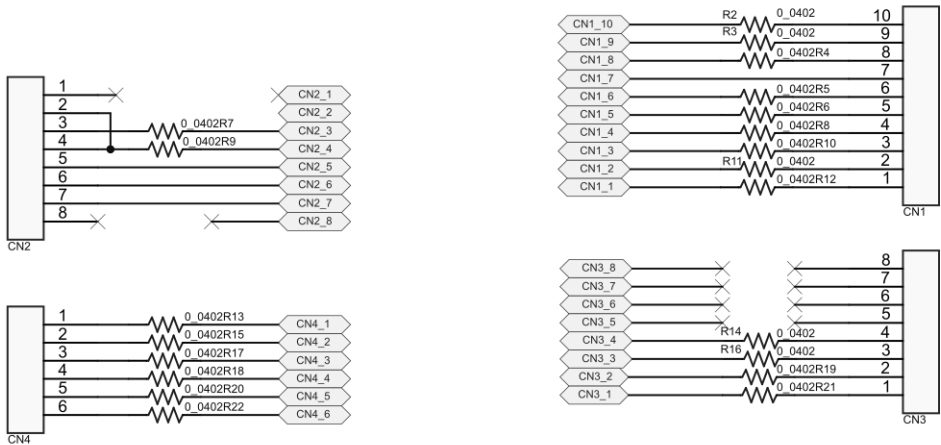 CN1_10 R2 0_0402 10
CN1_9 R3 0_0402 9
CN1_8 0_0402R4 8
CN1_7 7
CN1_6 0_0402R5 6
CN1_5 0_0402R6 5
CN1_4 0_0402R8 4
CN1_3 0_0402R10 3
CN1_2 R11 0_0402 2
CN1_1 0_0402R12 1
CN1
1 CN2_1
2 CN2_2
3 0_0402R7 CN2_3
4 0_0402R9 CN2_4
5 CN2_5
6 CN2_6
7 CN2_7
8 CN2_8
CN2
CN3_8 8
CN3_7 7
CN3_6 6
CN3_5 5
CN3_4 R14 0_0402 4
CN3_3 R16 0_0402 3
CN3_2 0_0402R19 2
CN3_1 0_0402R21 1
CN3
1 0_0402R13 CN4_1
2 0_0402R15 CN4_2
3 0_0402R17 CN4_3
4 0_0402R18 CN4_4
5 0_0402R20 CN4_5
6 0_0402R22 CN4_6
CN4